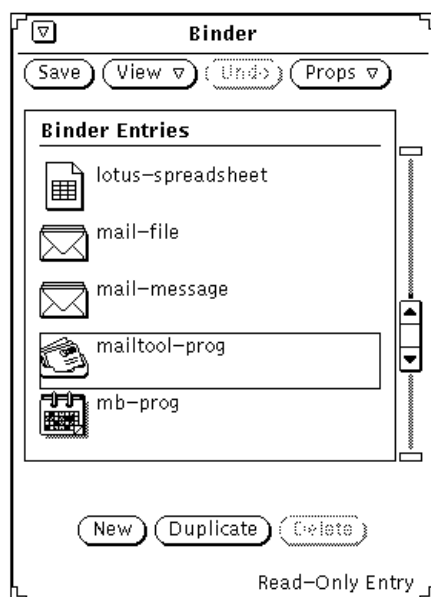 Binder
Save View Undo Props
Binder Entries
lotus-spreadsheet
mail-file
mail-message
mailtool-prog
mb-prog
New Duplicate Delete
Read-Only Entry